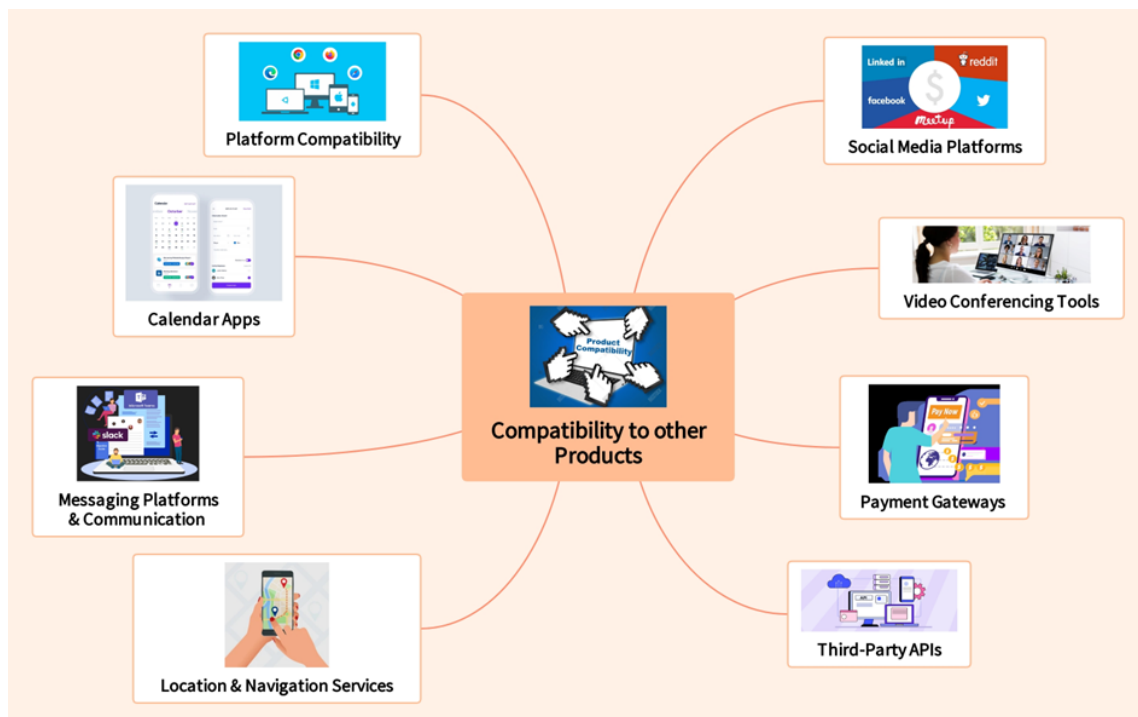 Platform Compatibility
Linked in
reddit
facebook
Meetup
Social Media Platforms
Calendar Apps
Video Conferencing Tools
Product
Compatibility
Compatibility to other
Products
slack
Messaging Platforms
& Communication
Pay Now
Payment Gateways
Location & Navigation Services
API
Third-Party APIs